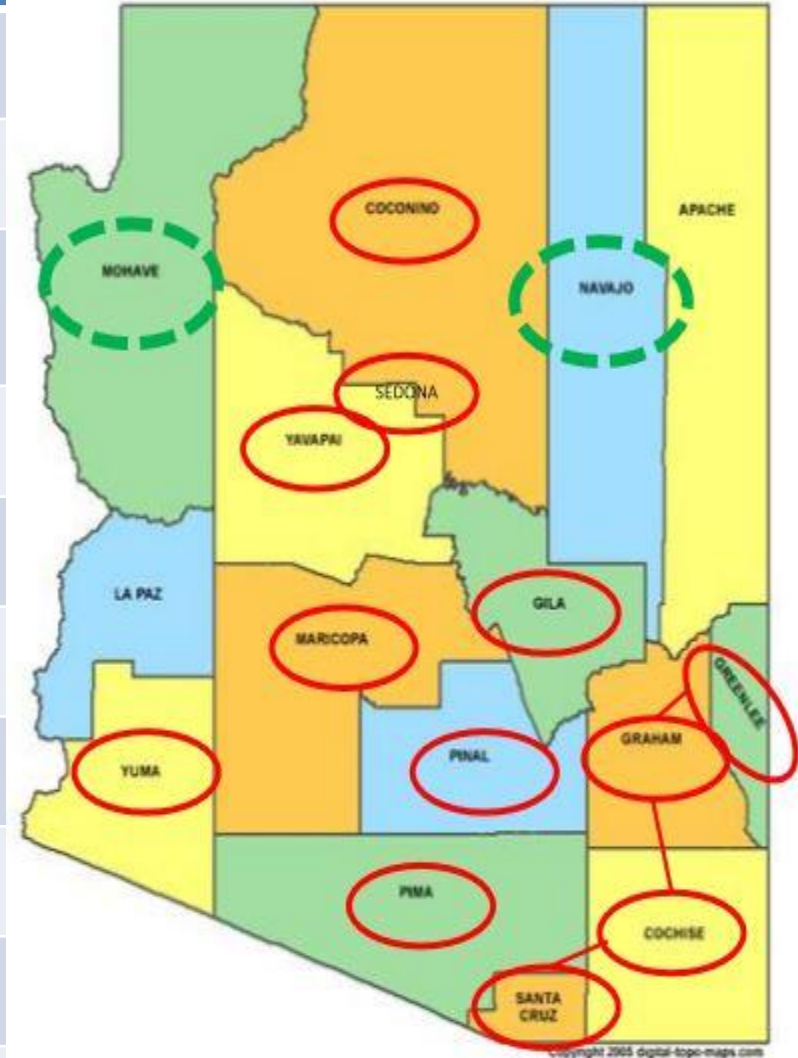 COCONINO
APACHE
MOHAVE
NAVAJO
SEDONA
YAVAPAI
LA PAZ
GILA
MARICOPA
GREENLEE
GRAHAM
PINAL
YUMA
PIMA
COCHISE
SANTA
CRUZ
Copyright 2005 digital-topo-maps.com